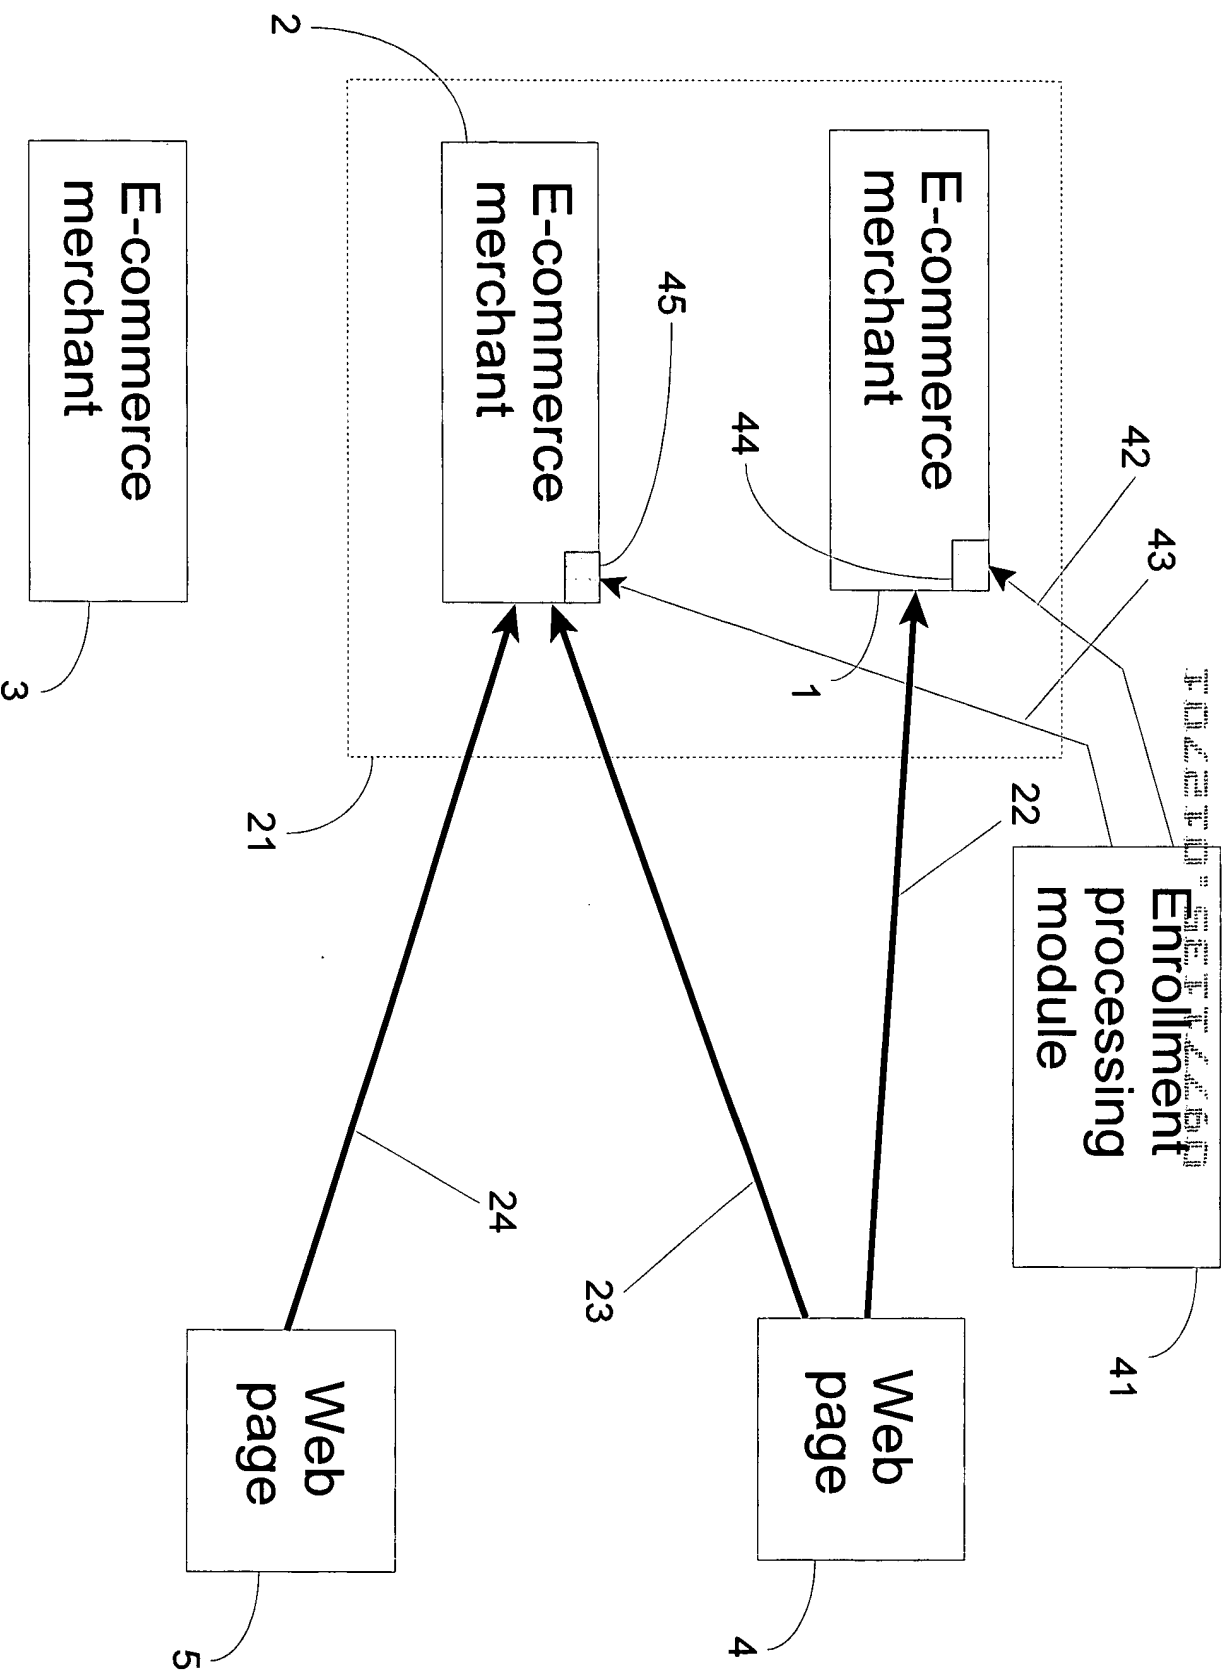 Enrollment
processing
module
41
42
43
E-commerce
merchant
44
1
22
Web
page
4
45
E-commerce
merchant
2
21
23
24
Web
page
5
E-commerce
merchant
3